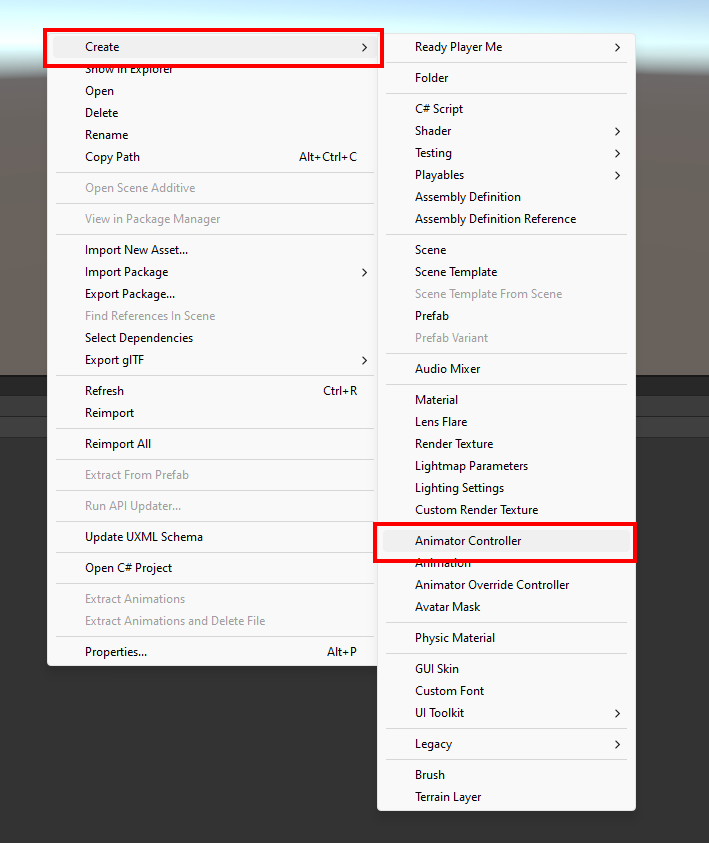 Create
Show in Explorer
Open
Delete
Rename
Copy Path Alt+Ctrl+C
Open Scene Additive
View in Package Manager
Import New Asset...
Import Package
Export Package...
Find References In Scene
Select Dependencies
Export glTF
Refresh Ctrl+R
Reimport
Reimport All
Extract From Prefab
Run API Updater...
Update UXML Schema
Open C# Project
Extract Animations
Extract Animations and Delete File
Properties... Alt+P
Ready Player Me
Folder
C# Script
Shader
Testing
Playables
Assembly Definition
Assembly Definition Reference
Scene
Scene Template
Scene Template From Scene
Prefab
Prefab Variant
Audio Mixer
Material
Lens Flare
Render Texture
Lightmap Parameters
Lighting Settings
Custom Render Texture
Animator Controller
Animation
Animator Override Controller
Avatar Mask
Physic Material
GUI Skin
Custom Font
UI Toolkit
Legacy
Brush
Terrain Layer